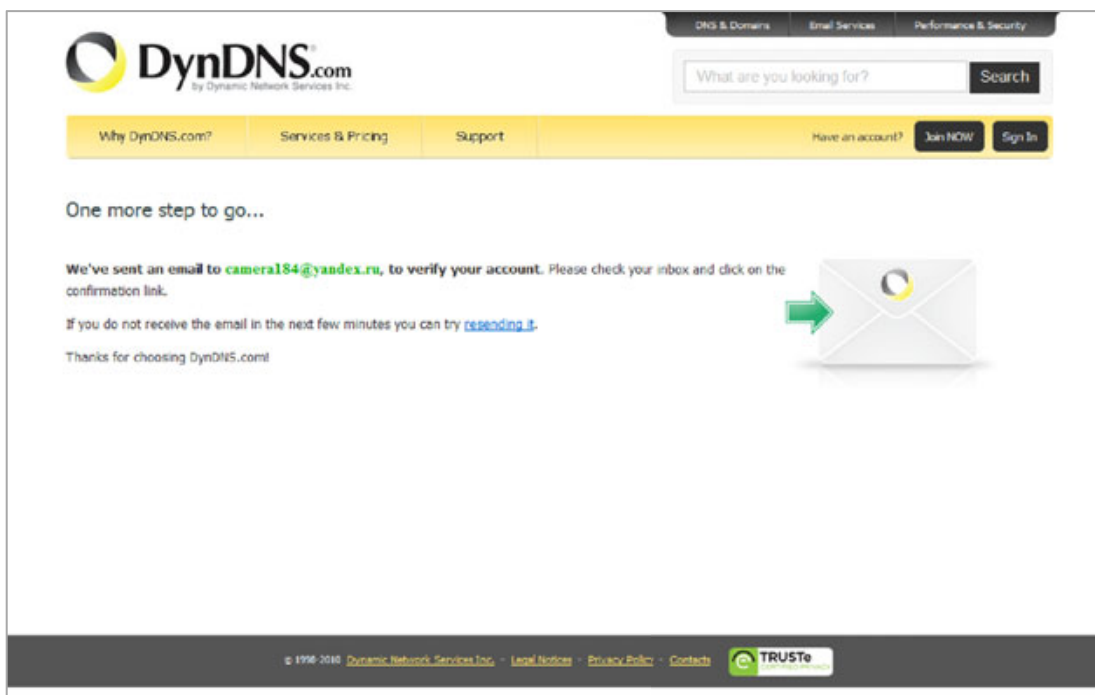 DNS & Domains Email Services Performance & Security
DynDNS.com
by Dynamic Network Services Inc.
What are you looking for? Search
Why DynDNS.com? Services & Pricing Support Have an account? Join NOW Sign In
One more step to go...
We've sent an email to camera184@yandex.ru, to verify your account. Please check your inbox and click on the
confirmation link.
If you do not receive the email in the next few minutes you can try resending it.
Thanks for choosing DynDNS.com!
© 1998-2010 Dynamic Network Services Inc. - Legal Notices - Privacy Policy - Contacts TRUSTe
CERTIFIED PRIVACY